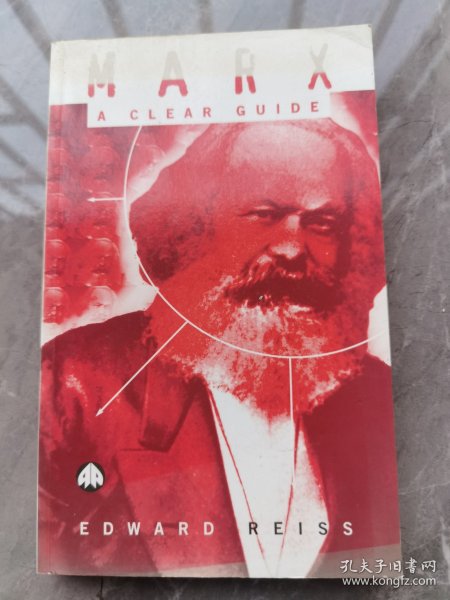 MARX
A CLEAR GUIDE
EDWARD REISS
孔夫子旧书网
www.kongfz.com